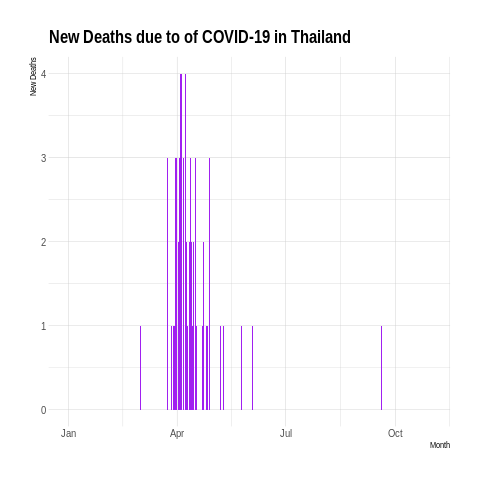 New Deaths due to of COVID-19 in Thailand
New Deaths
4
3
2
1
0
Jan Apr Jul Oct
Month